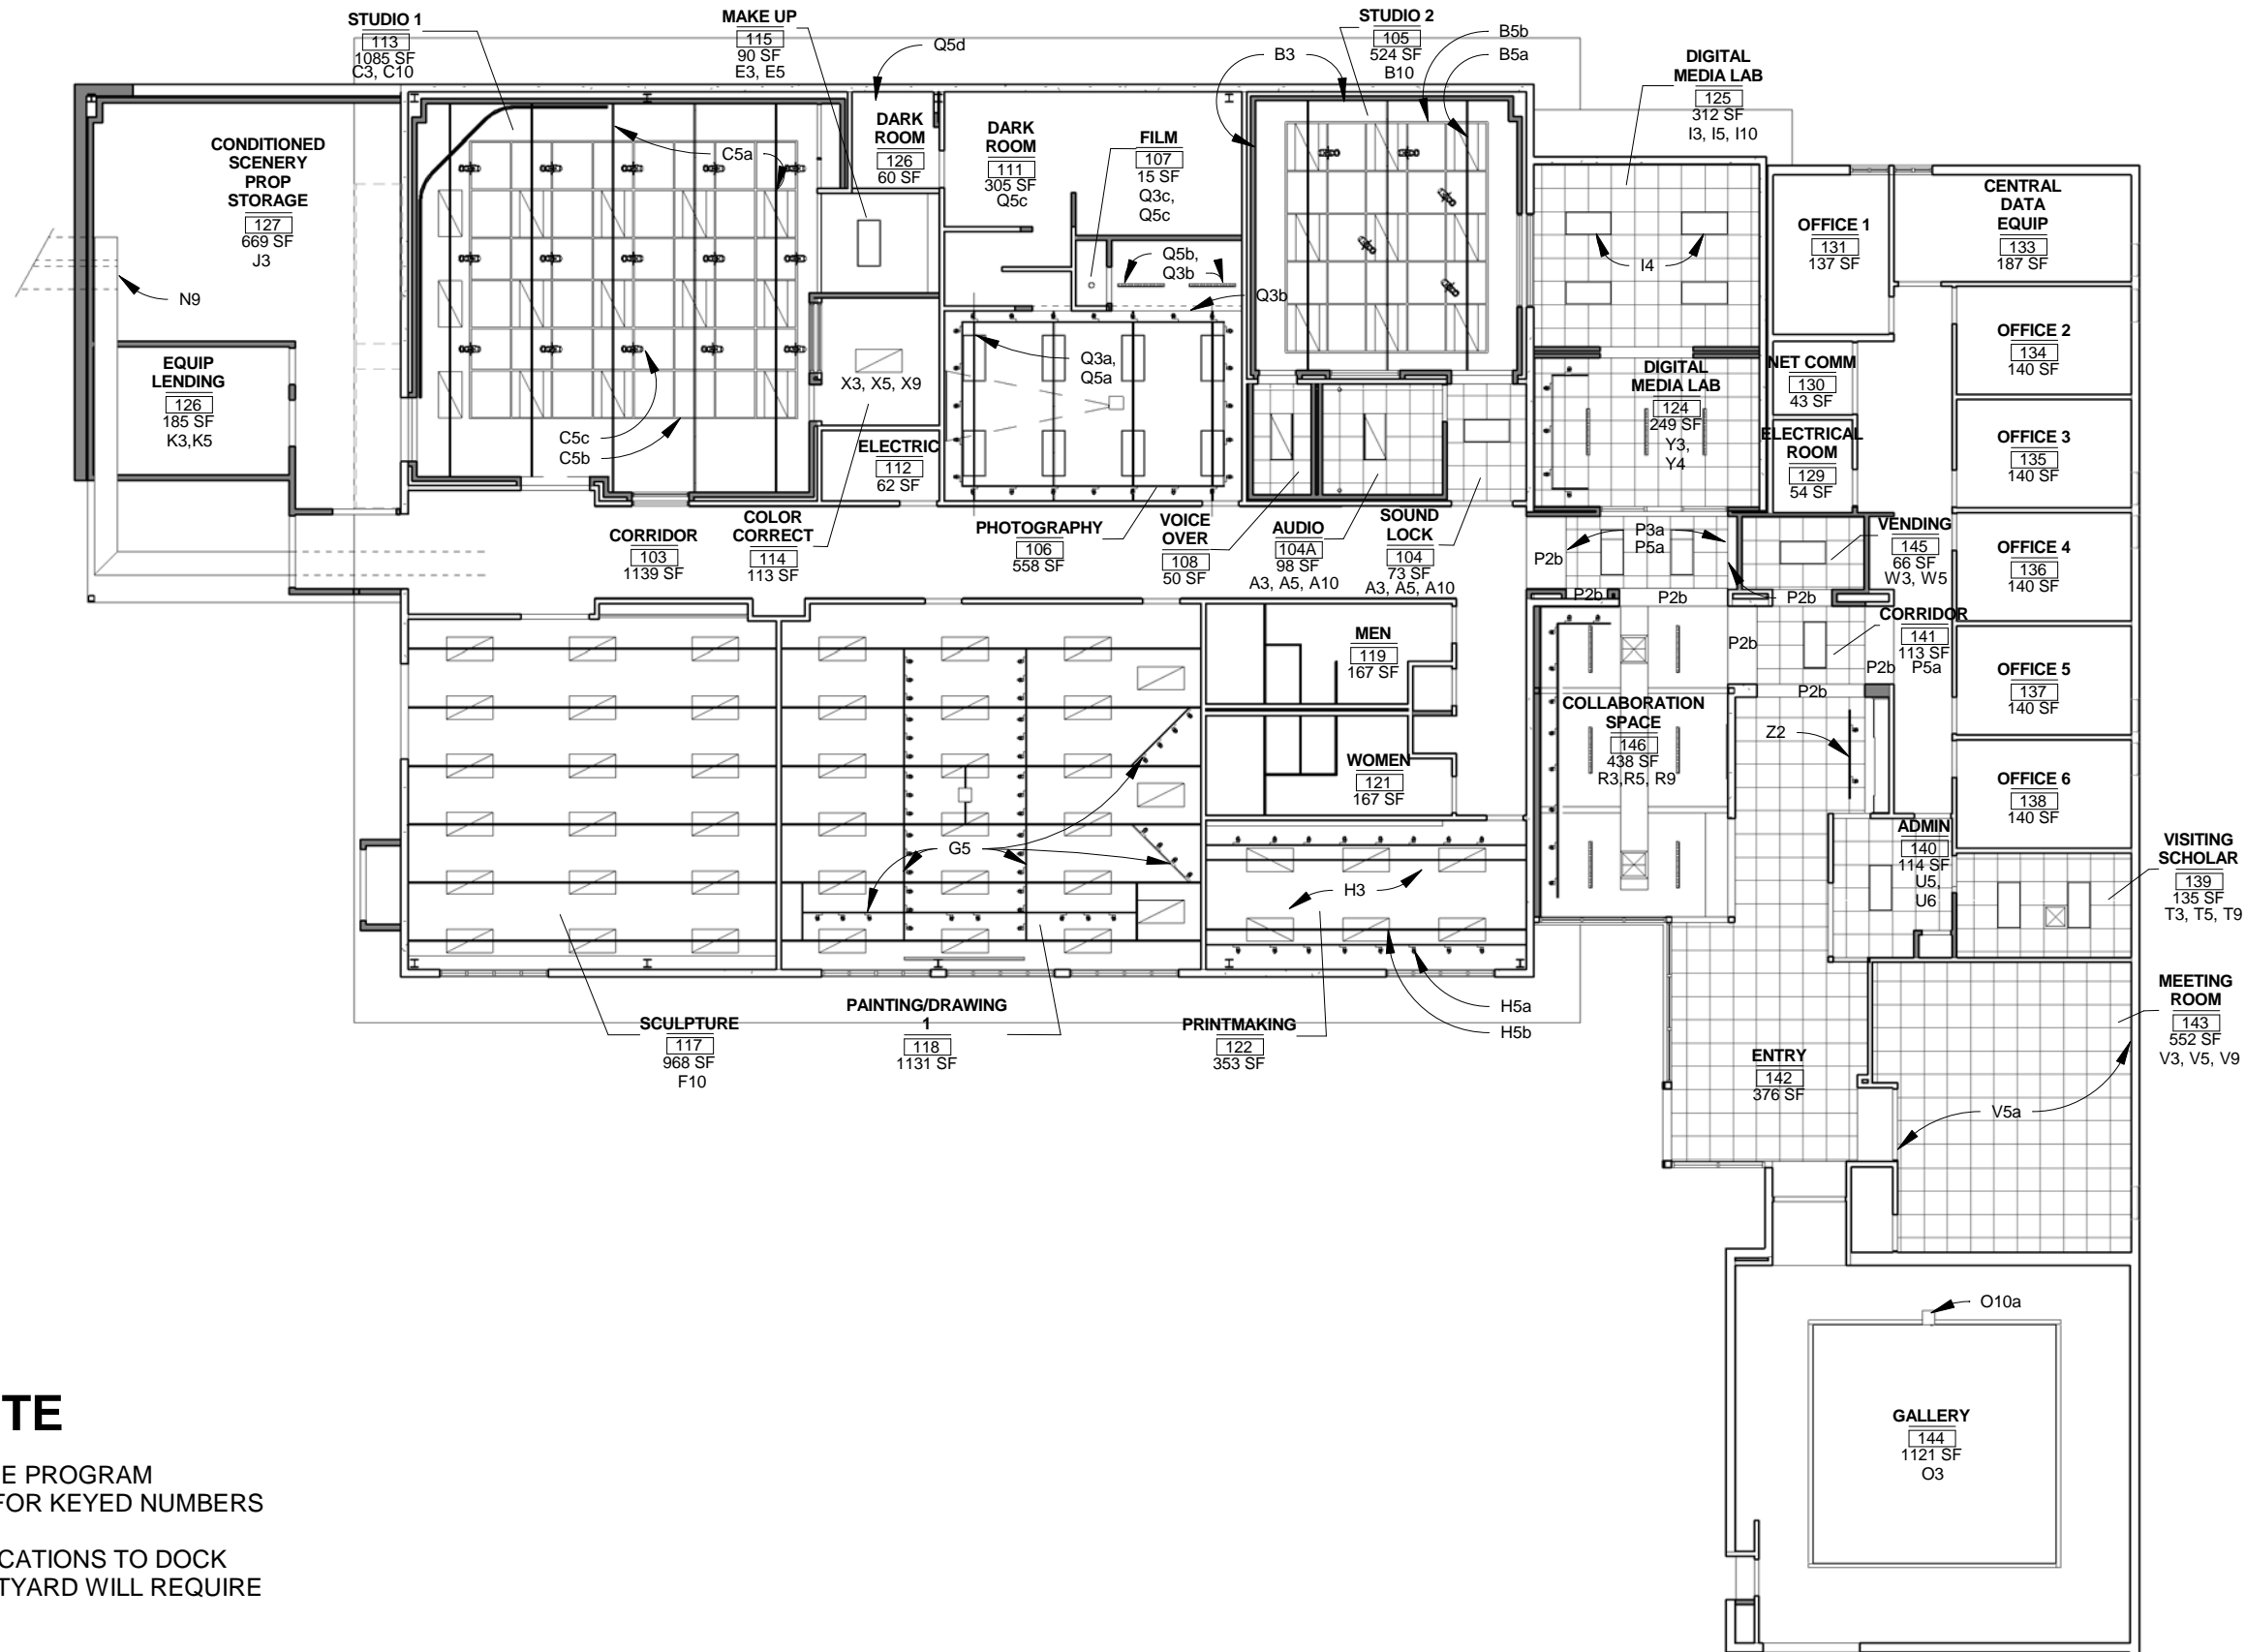 STUDIO 1
113
1085 SF
C3, C10
MAKE UP
115
90 SF
E3, E5
Q5d
STUDIO 2
105
524 SF
B10
B3
B5b
B5a
DIGITAL
MEDIA LAB
125
312 SF
I3, I5, I10
CONDITIONED
SCENERY
PROP
STORAGE
127
669 SF
J3
C5a
DARK
ROOM
126
60 SF
DARK
ROOM
111
305 SF
Q5c
FILM
107
15 SF
Q3c,
Q5c
Q5b,
Q3b
Q3b
I4
OFFICE 1
131
137 SF
CENTRAL
DATA
EQUIP
133
187 SF
N9
EQUIP
LENDING
126
185 SF
K3,K5
C5c
C5b
X3, X5, X9
ELECTRIC
112
62 SF
Q3a,
Q5a
DIGITAL
MEDIA LAB
124
249 SF
Y3,
Y4
NET COMM
130
43 SF
ELECTRICAL
ROOM
129
54 SF
OFFICE 2
134
140 SF
OFFICE 3
135
140 SF
CORRIDOR
103
1139 SF
COLOR
CORRECT
114
113 SF
PHOTOGRAPHY
106
558 SF
VOICE
OVER
108
50 SF
AUDIO
104A
98 SF
A3, A5, A10
SOUND
LOCK
104
73 SF
A3, A5, A10
P3a
P5a
P2b
P2b
P2b
P2b
VENDING
145
66 SF
W3, W5
OFFICE 4
136
140 SF
CORRIDOR
141
113 SF
P5a
P2b
P2b
P2b
MEN
119
167 SF
WOMEN
121
167 SF
COLLABORATION
SPACE
146
438 SF
R3,R5, R9
Z2
OFFICE 5
137
140 SF
OFFICE 6
138
140 SF
G5
H3
ADMIN
140
114 SF
U5,
U6
VISITING
SCHOLAR
139
135 SF
T3, T5, T9
SCULPTURE
117
968 SF
F10
PAINTING/DRAWING
1
118
1131 SF
PRINTMAKING
122
353 SF
H5a
H5b
ENTRY
142
376 SF
MEETING
ROOM
143
552 SF
V3, V5, V9
V5a
O10a
GALLERY
144
1121 SF
O3
TE
E PROGRAM
FOR KEYED NUMBERS
CATIONS TO DOCK
TYARD WILL REQUIRE